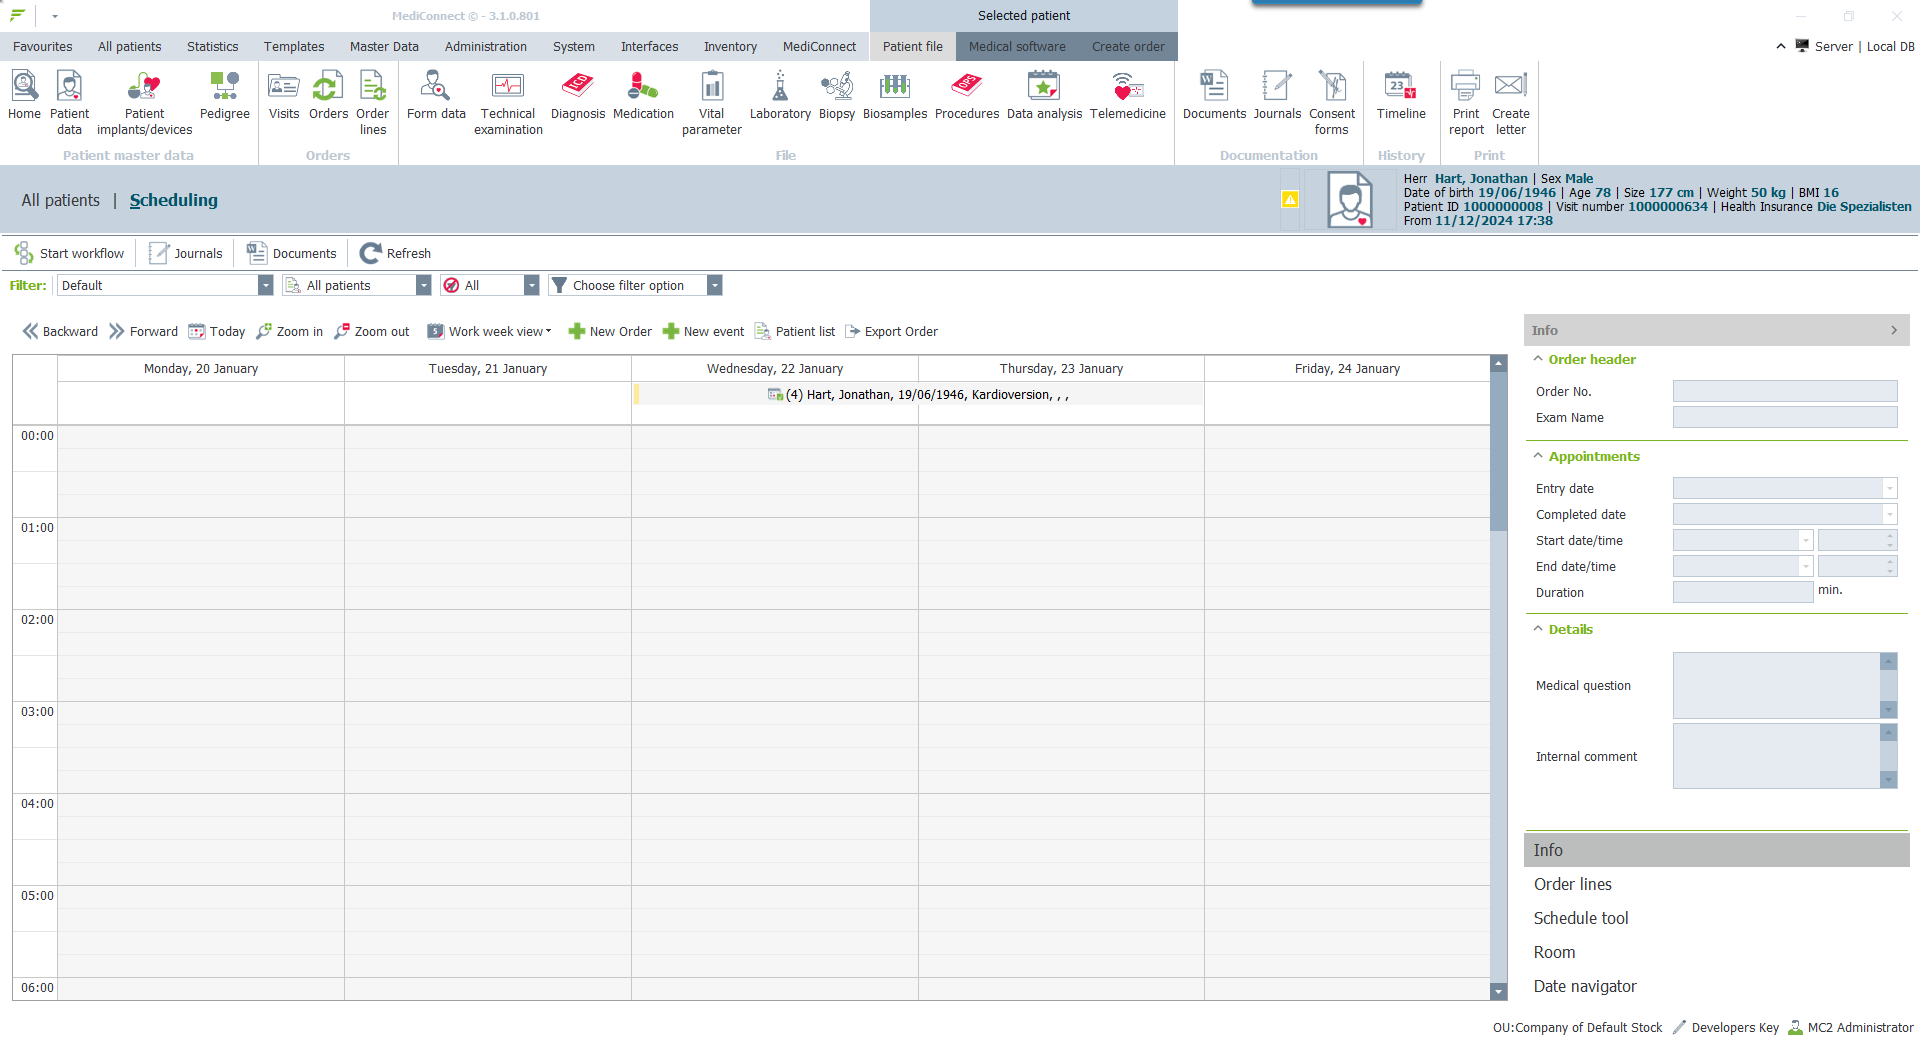 MediConnect © - 3.1.0.801
Selected patient
Favourites All patients Statistics Templates Master Data Administration System Interfaces Inventory MediConnect Patient file Medical software Create order
Server | Local DB
Home
Patient data
Patient implants/devices
Pedigree
Visits
Orders
Order lines
Form data
Technical examination
Diagnosis
Medication
Vital parameter
Laboratory
Biopsy
Biosamples
Procedures
Data analysis
Telemedicine
Documents
Journals
Consent forms
Timeline
Print report
Create letter
Patient master data
Orders
File
Documentation
History
Print
All patients | Scheduling
Herr Hart, Jonathan | Sex Male
Date of birth 19/06/1946 | Age 78 | Size 177 cm | Weight 50 kg | BMI 16
Patient ID 1000000008 | Visit number 1000000634 | Health Insurance Die Spezialisten
From 11/12/2024 17:38
Start workflow Journals Documents Refresh
Filter: Default All patients All Choose filter option
Backward Forward Today Zoom in Zoom out Work week view New Order New event Patient list Export Order
Monday, 20 January Tuesday, 21 January Wednesday, 22 January Thursday, 23 January Friday, 24 January
(4) Hart, Jonathan, 19/06/1946, Kardioversion, , ,
00:00
01:00
02:00
03:00
04:00
05:00
06:00
Info
Order header
Order No.
Exam Name
Appointments
Entry date
Completed date
Start date/time
End date/time
Duration min.
Details
Medical question
Internal comment
Info
Order lines
Schedule tool
Room
Date navigator
OU:Company of Default Stock Developers Key MC2 Administrator